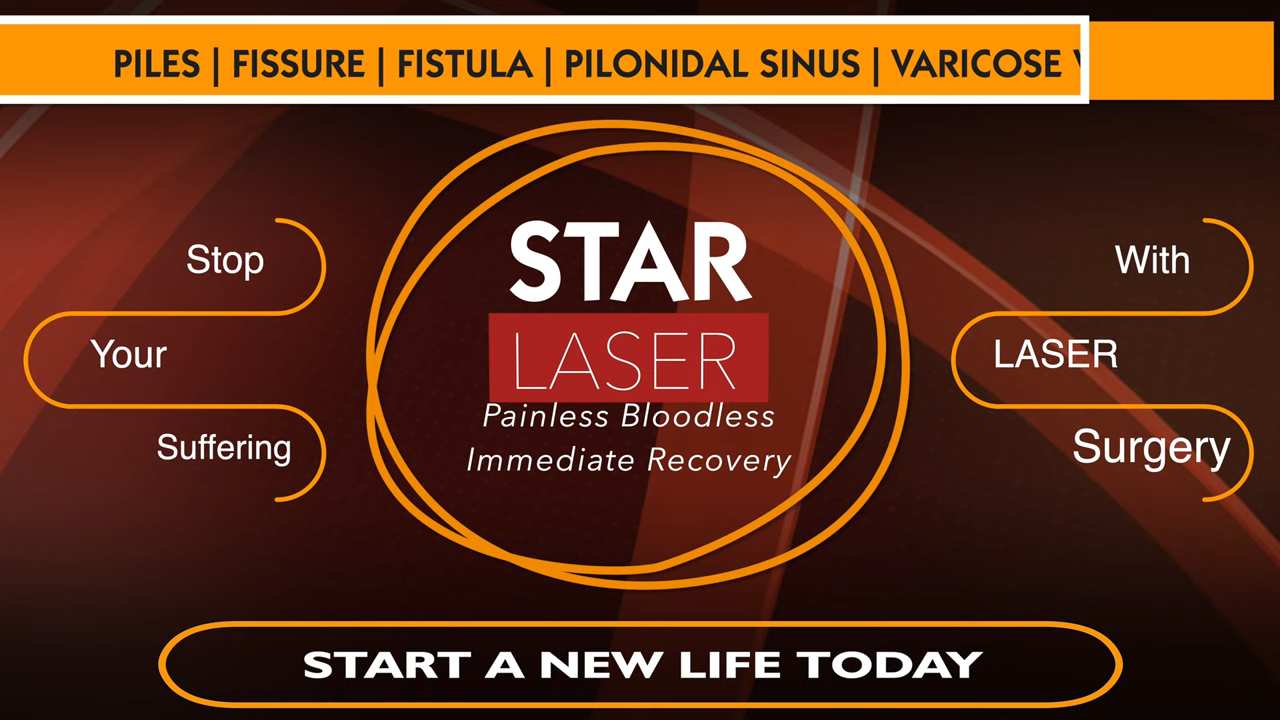 PILES | FISSURE | FISTULA | PILONIDAL SINUS | VARICOSE
Stop
Your
Suffering
STAR
LASER
Painless Bloodless
Immediate Recovery
With
LASER
Surgery
START A NEW LIFE TODAY